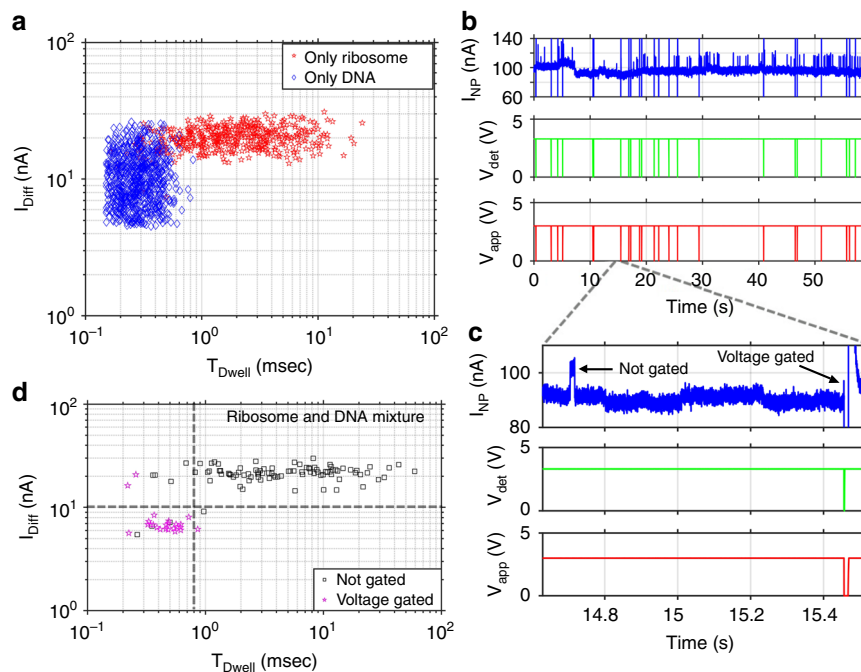 a
10²
10¹
10⁰
I_Diff (nA)
Only ribosome
Only DNA
10⁻¹
10⁰
10¹
10²
T_Dwell (msec)
b
140
120
100
80
60
I_NP (nA)
5
0
V_det (V)
5
0
V_app (V)
0
10
20
30
40
50
Time (s)
c
100
80
I_NP (nA)
Not gated
Voltage gated
5
0
V_det (V)
5
0
V_app (V)
14.8
15
15.2
15.4
Time (s)
d
10²
10¹
10⁰
I_Diff (nA)
Ribosome and DNA mixture
Not gated
Voltage gated
10⁻¹
10⁰
10¹
10²
T_Dwell (msec)